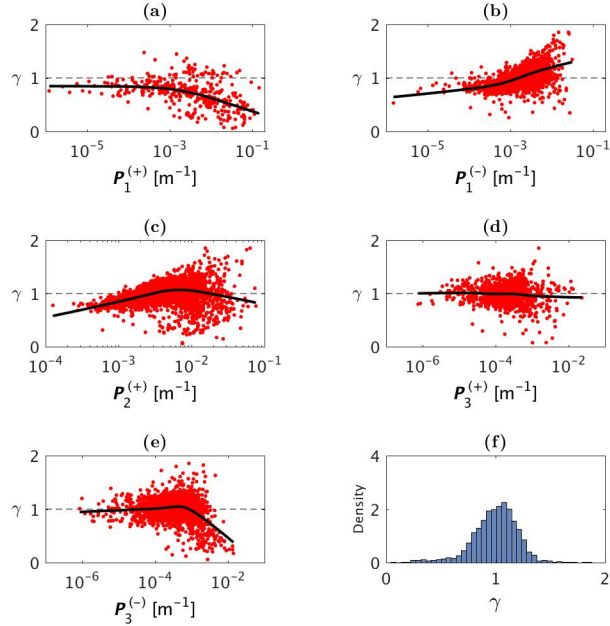 (a)
2
1
0
γ
10^-5
10^-3
10^-1
P_1^(+) [m^-1]
(b)
2
1
0
γ
10^-5
10^-3
10^-1
P_1^(-) [m^-1]
(c)
2
1
0
γ
10^-4
10^-3
10^-2
10^-1
P_2^(+) [m^-1]
(d)
2
1
0
γ
10^-6
10^-4
10^-2
P_3^(+) [m^-1]
(e)
2
1
0
γ
10^-6
10^-4
10^-2
P_3^(-) [m^-1]
(f)
4
2
0
Density
0
1
2
γ